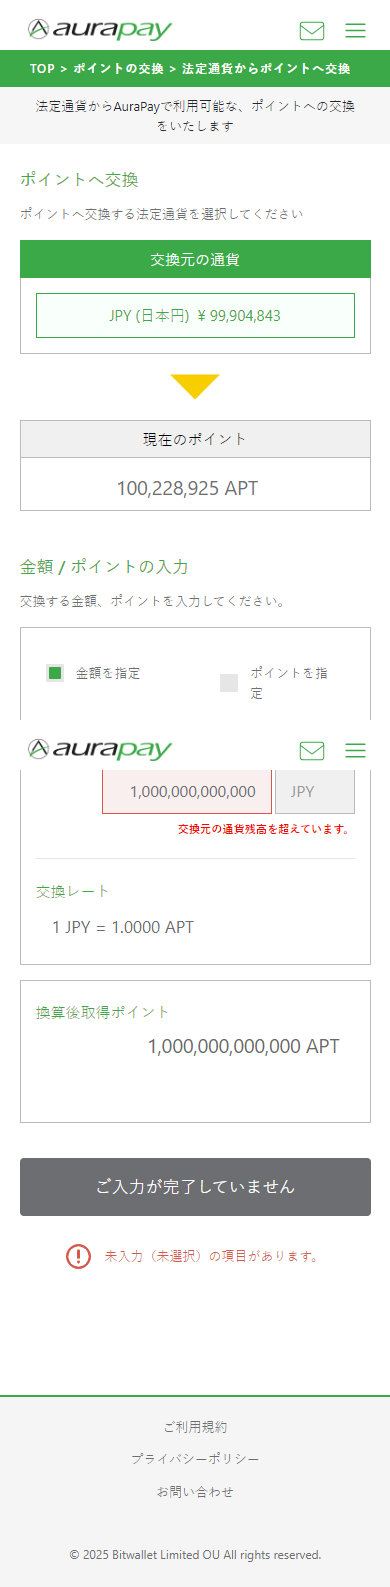 aurapay
TOP > ポイントの交換 > 法定通貨からポイントへ交換
法定通貨からAuraPayで利用可能な、ポイントへの交換
をいたします
ポイントへ交換
ポイントへ交換する法定通貨を選択してください
交換元の通貨
JPY (日本円) ¥ 99,904,843
現在のポイント
100,228,925 APT
金額 / ポイントの入力
交換する金額、ポイントを入力してください。
金額を指定
ポイントを指
定
aurapay
1,000,000,000,000 JPY
交換元の通貨残高を超えています。
交換レート
1 JPY = 1.0000 APT
換算後取得ポイント
1,000,000,000,000 APT
ご入力が完了していません
未入力（未選択）の項目があります。
ご利用規約
プライバシーポリシー
お問い合わせ
© 2025 Bitwallet Limited OU All rights reserved.